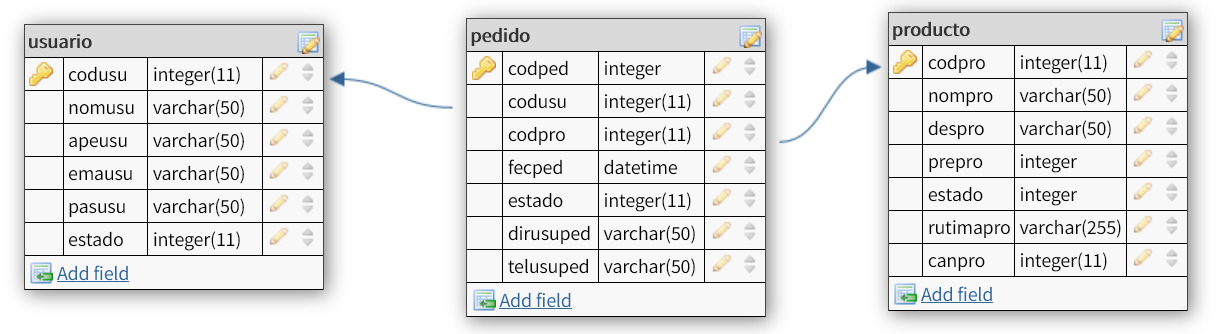 usuario
codusu integer(11)
nomusu varchar(50)
apeusu varchar(50)
emausu varchar(50)
pasusu varchar(50)
estado integer(11)
Add field
pedido
codped integer
codusu integer(11)
codpro integer(11)
fecped datetime
estado integer(11)
dirusuped varchar(50)
telusuped varchar(50)
Add field
producto
codpro integer(11)
nompro varchar(50)
despro varchar(50)
prepro integer
estado integer
rutimapro varchar(255)
canpro integer(11)
Add field